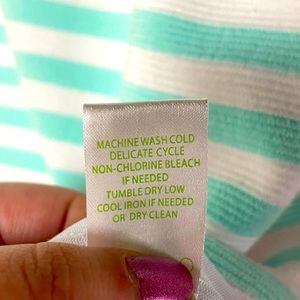 MACHINE WASH COLD
DELICATE CYCLE
NON-CHLORINE BLEACH
IF NEEDED
TUMBLE DRY LOW
COOL IRON IF NEEDED
OR DRY CLEAN